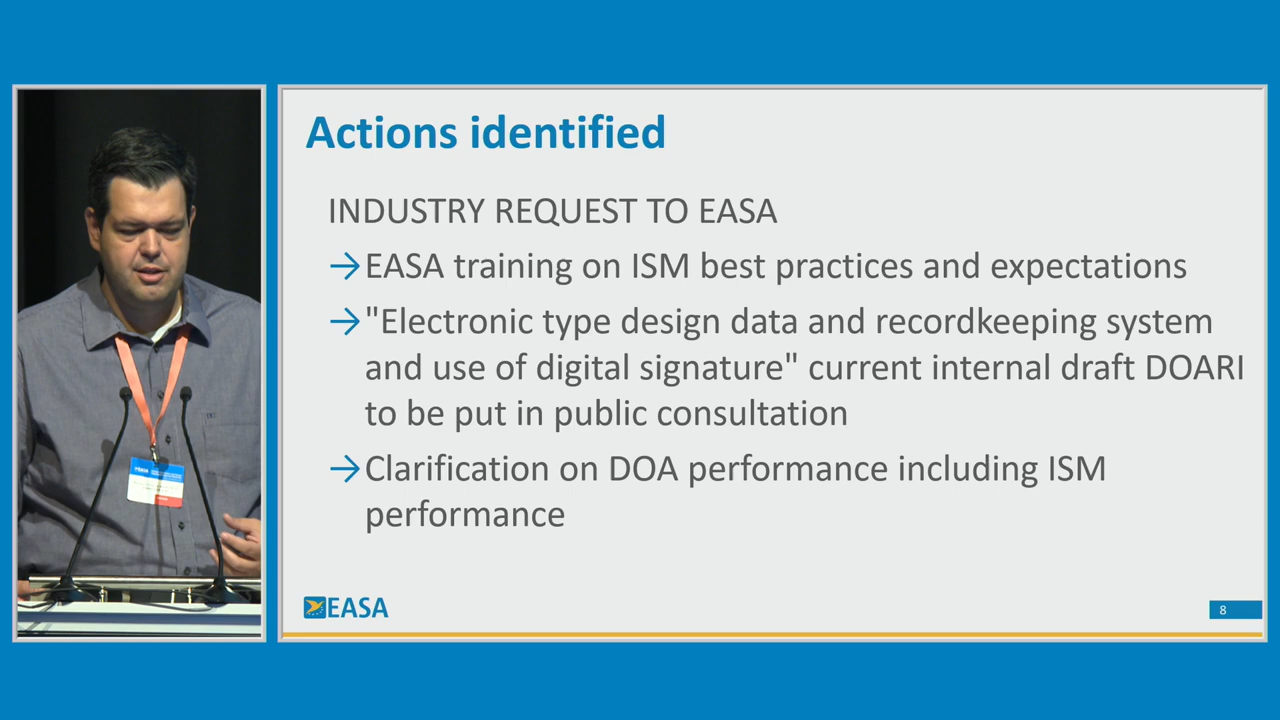 Actions identified
INDUSTRY REQUEST TO EASA
→EASA training on ISM best practices and expectations
→"Electronic type design data and recordkeeping system
and use of digital signature" current internal draft DOARI
to be put in public consultation
→Clarification on DOA performance including ISM
performance
EASA
8